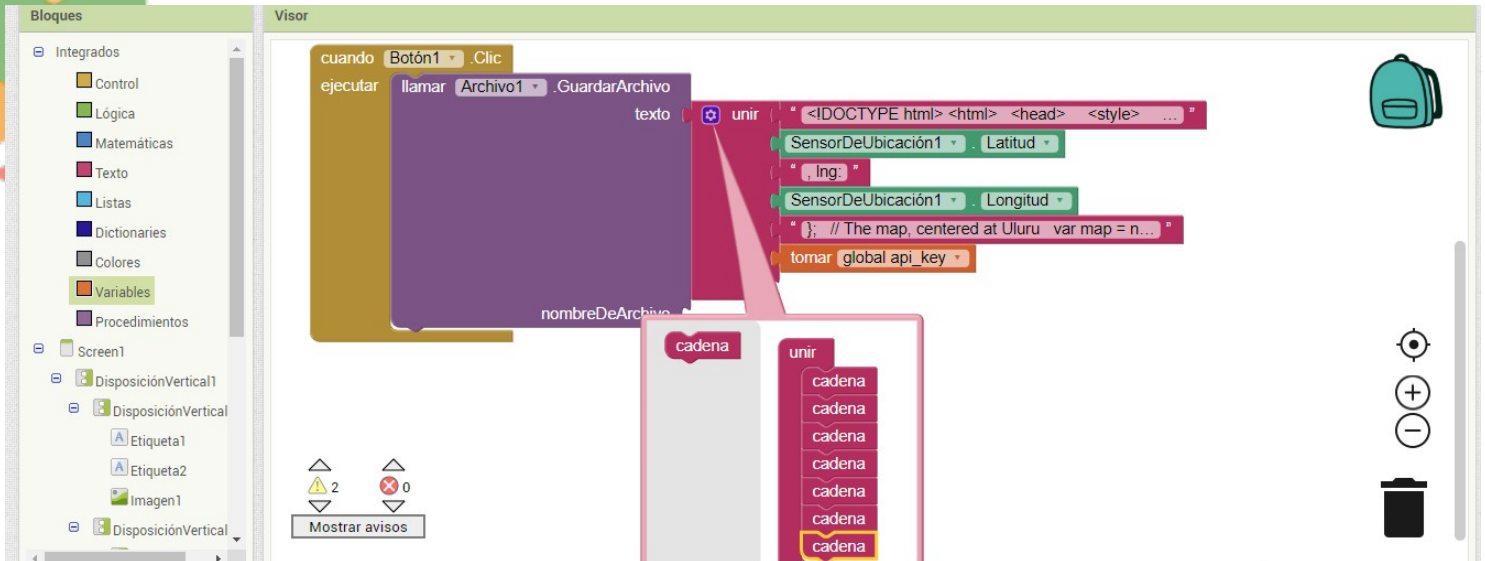 Bloques
Visor
Integrados
Control
Lógica
Matemáticas
Texto
Listas
Dictionaries
Colores
Variables
Procedimientos
Screen1
DisposiciónVertical1
DisposiciónVertical
Etiqueta1
Etiqueta2
Imagen1
DisposiciónVertical
cuando Botón1 .Clic
ejecutar llamar Archivo1 .GuardarArchivo
texto unir " <!DOCTYPE html> <html> <head> <style> ... "
SensorDeUbicación1 . Latitud
" , lng: "
SensorDeUbicación1 . Longitud
" }; // The map, centered at Uluru var map = n... "
tomar global api_key
nombreDeArchivo
cadena
unir
cadena
cadena
cadena
cadena
cadena
cadena
cadena
2 0
Mostrar avisos